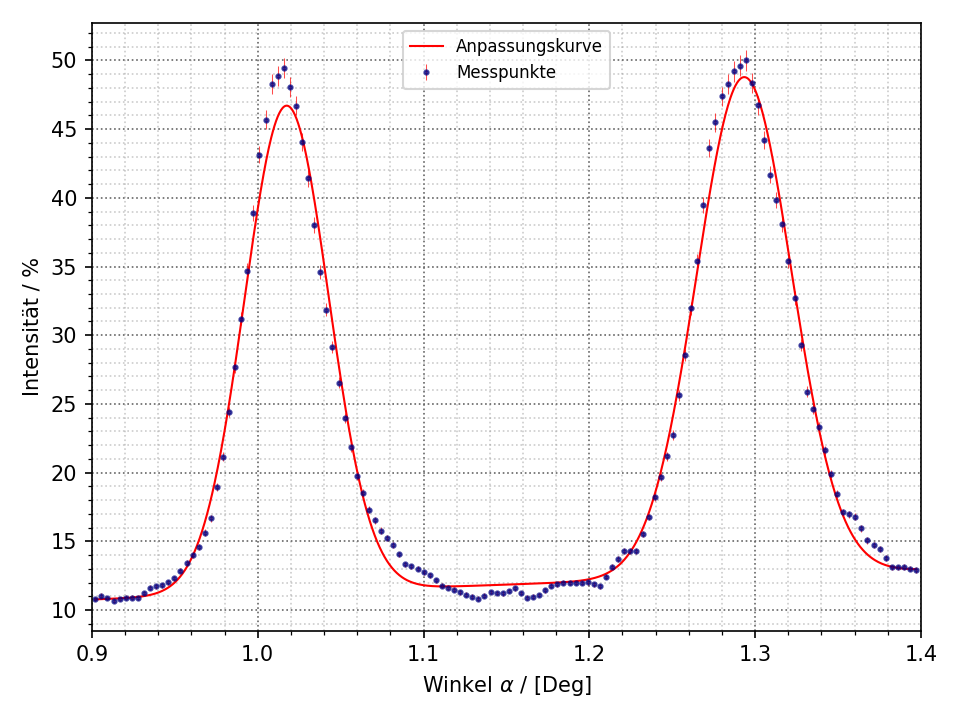 Anpassungskurve
Messpunkte
Intensität / %
50
45
40
35
30
25
20
15
10
0.9 1.0 1.1 1.2 1.3 1.4
Winkel α / [Deg]